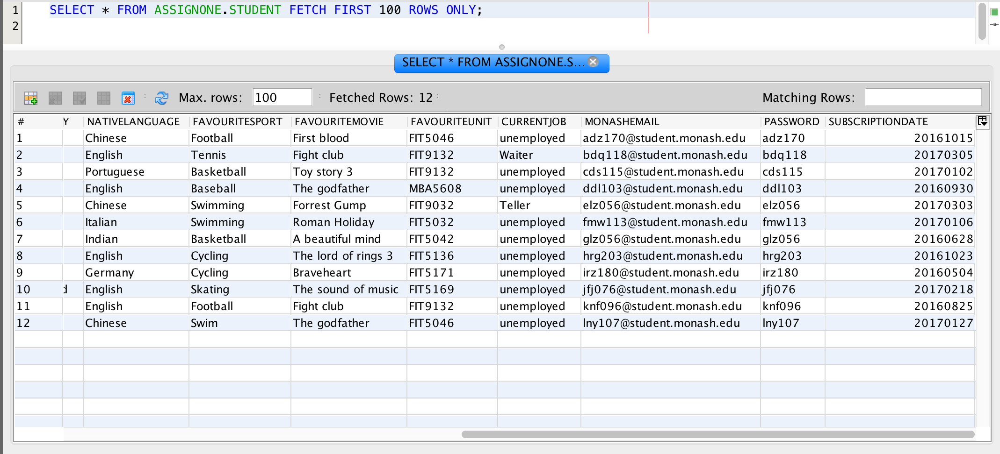 1 SELECT * FROM ASSIGNONE.STUDENT FETCH FIRST 100 ROWS ONLY;
2
SELECT * FROM ASSIGNONE.S...
Max. rows: 100 Fetched Rows: 12 Matching Rows:
# Y NATIVELANGUAGE FAVOURITESPORT FAVOURITEMOVIE FAVOURITEUNIT CURRENTJOB MONASHEMAIL PASSWORD SUBSCRIPTIONDATE
1 Chinese Football First blood FIT5046 unemployed adz170@student.monash.edu adz170 20161015
2 English Tennis Fight club FIT9132 Waiter bdq118@student.monash.edu bdq118 20170305
3 Portuguese Basketball Toy story 3 FIT9132 unemployed cds115@student.monash.edu cds115 20170102
4 English Baseball The godfather MBA5608 unemployed ddl103@student.monash.edu ddl103 20160930
5 Chinese Swimming Forrest Gump FIT9032 Teller elz056@student.monash.edu elz056 20170303
6 Italian Swimming Roman Holiday FIT5032 unemployed fmw113@student.monash.edu fmw113 20170106
7 Indian Basketball A beautiful mind FIT5042 unemployed glz056@student.monash.edu glz056 20160628
8 English Cycling The lord of rings 3 FIT5136 unemployed hrg203@student.monash.edu hrg203 20161023
9 Germany Cycling Braveheart FIT5171 unemployed irz180@student.monash.edu irz180 20160504
10 d English Skating The sound of music FIT5169 unemployed jfj076@student.monash.edu jfj076 20170218
11 English Football Fight club FIT9132 unemployed knf096@student.monash.edu knf096 20160825
12 Chinese Swim The godfather FIT5046 unemployed lny107@student.monash.edu lny107 20170127